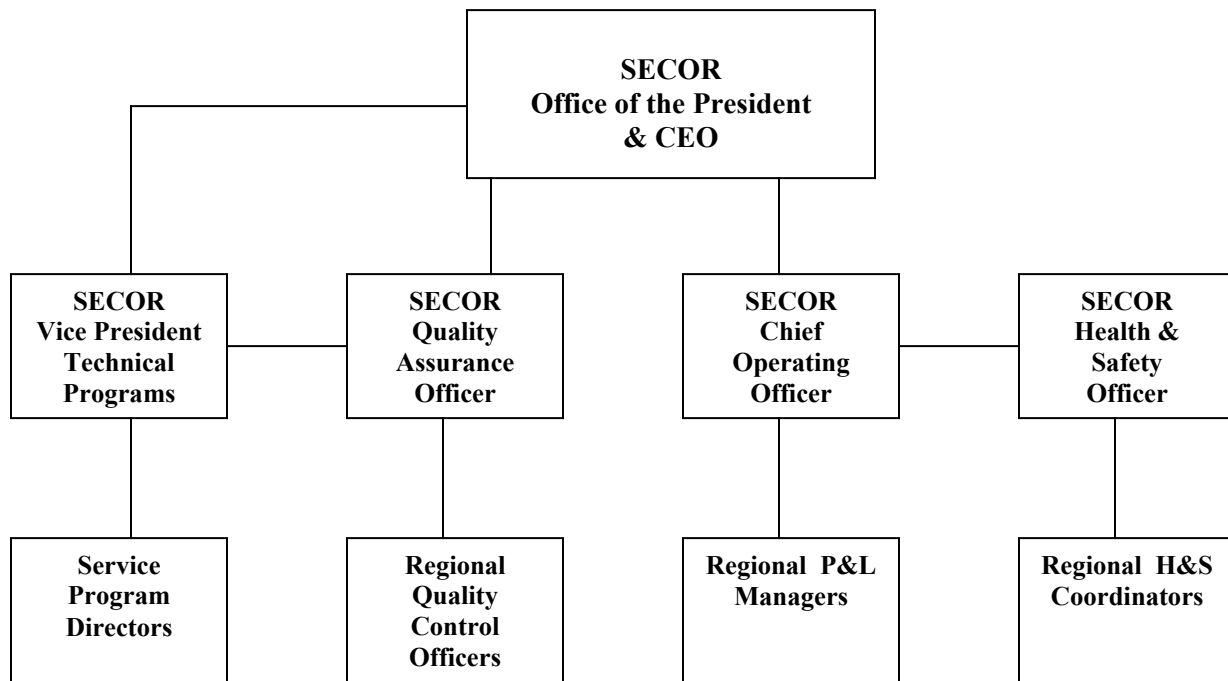 SECOR
Office of the President
& CEO
SECOR
Vice President
Technical
Programs
SECOR
Quality
Assurance
Officer
SECOR
Chief
Operating
Officer
SECOR
Health &
Safety
Officer
Service
Program
Directors
Regional
Quality
Control
Officers
Regional P&L
Managers
Regional H&S
Coordinators